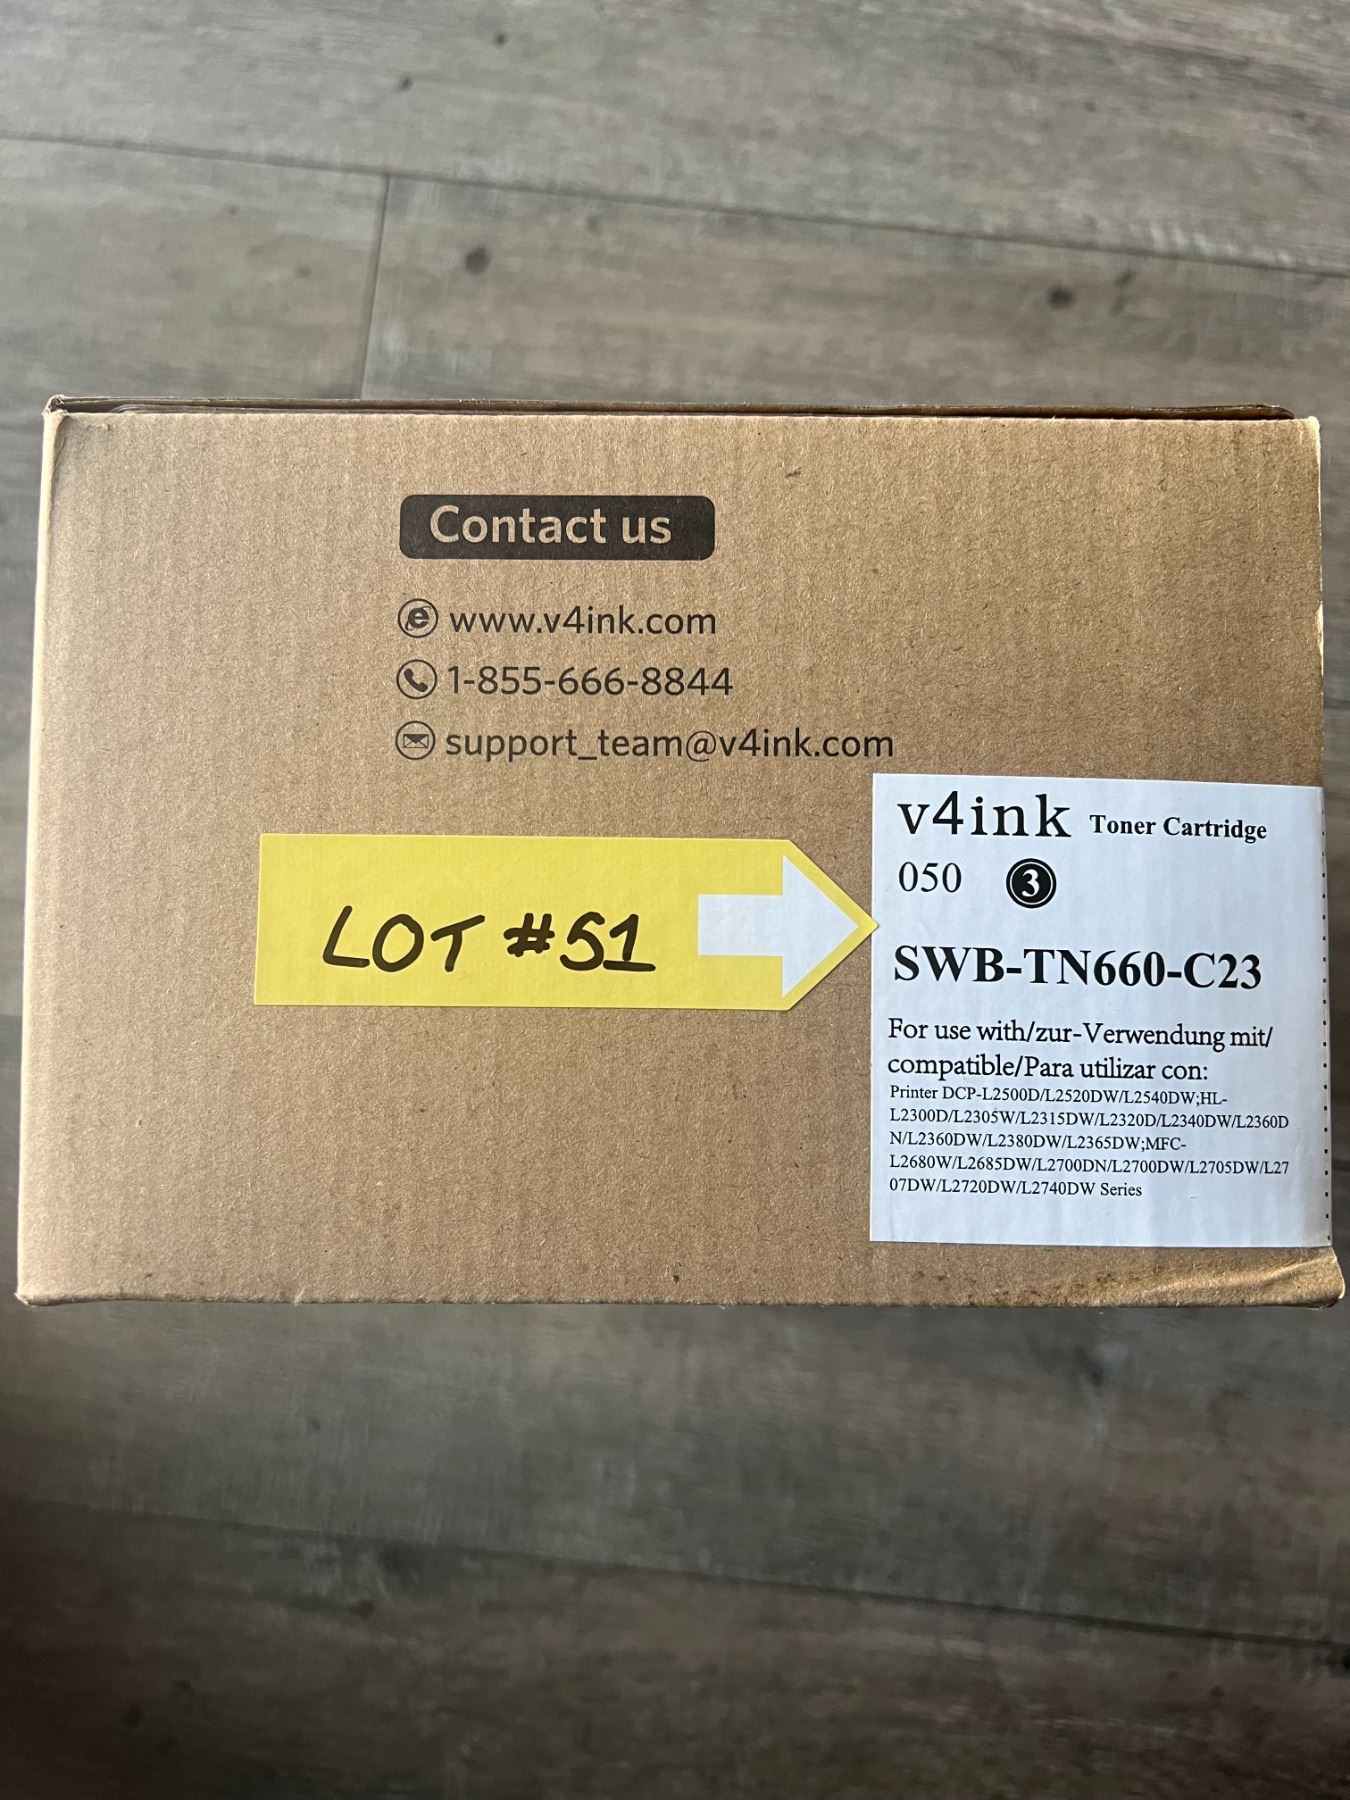 Contact us
www.v4ink.com
1-855-666-8844
support_team@v4ink.com
LOT #51
v4ink Toner Cartridge
050 3
SWB-TN660-C23
For use with/zur-Verwendung mit/
compatible/Para utilizar con:
Printer DCP-L2500D/L2520DW/L2540DW;HL-
L2300D/L2305W/L2315DW/L2320D/L2340DW/L2360D
N/L2360DW/L2380DW/L2365DW;MFC-
L2680W/L2685DW/L2700DN/L2700DW/L2705DW/L27
07DW/L2720DW/L2740DW Series